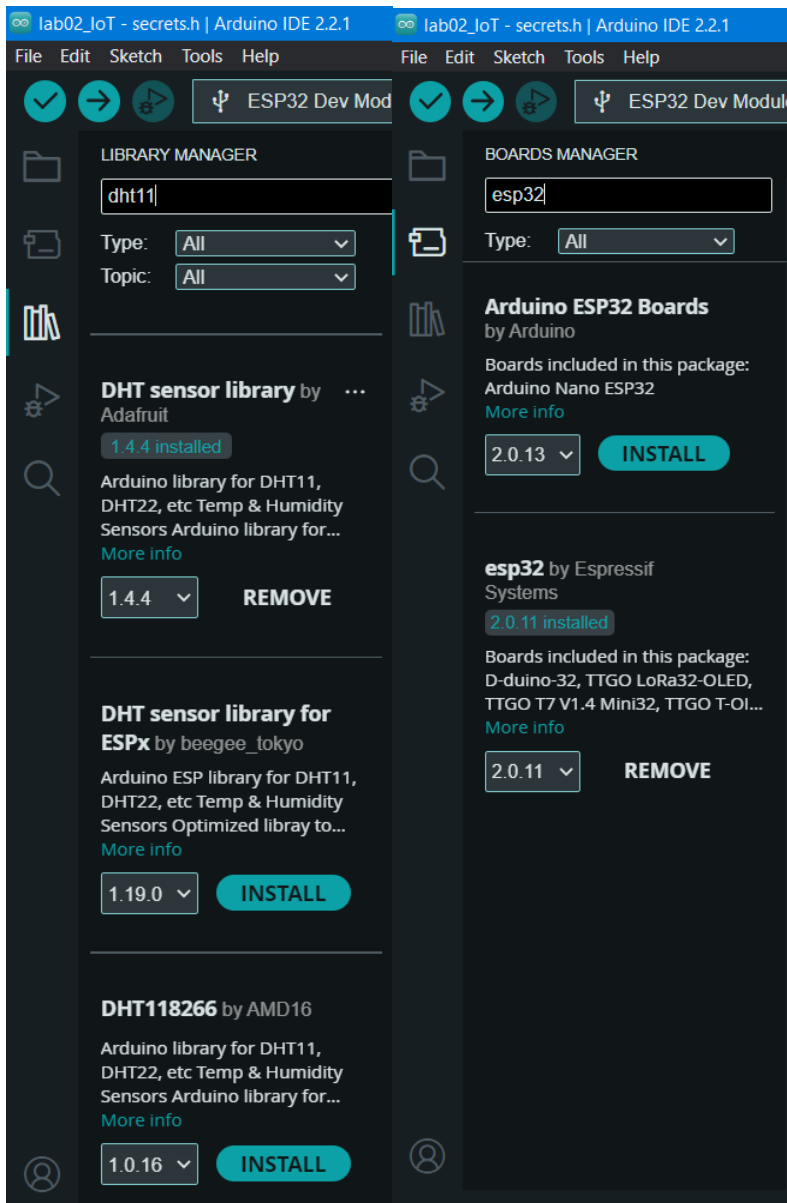 lab02_IoT - secrets.h | Arduino IDE 2.2.1
File Edit Sketch Tools Help
ESP32 Dev Mod
LIBRARY MANAGER
dht11
Type: All
Topic: All
DHT sensor library by ...
Adafruit
1.4.4 installed
Arduino library for DHT11,
DHT22, etc Temp & Humidity
Sensors Arduino library for...
More info
1.4.4 REMOVE
DHT sensor library for
ESPx by beegee_tokyo
Arduino ESP library for DHT11,
DHT22, etc Temp & Humidity
Sensors Optimized libray to...
More info
1.19.0 INSTALL
DHT118266 by AMD16
Arduino library for DHT11,
DHT22, etc Temp & Humidity
Sensors Arduino library for...
More info
1.0.16 INSTALL
lab02_IoT - secrets.h | Arduino IDE 2.2.1
File Edit Sketch Tools Help
ESP32 Dev Module
BOARDS MANAGER
esp32
Type: All
Arduino ESP32 Boards
by Arduino
Boards included in this package:
Arduino Nano ESP32
More info
2.0.13 INSTALL
esp32 by Espressif
Systems
2.0.11 installed
Boards included in this package:
D-duino-32, TTGO LoRa32-OLED,
TTGO T7 V1.4 Mini32, TTGO T-OI...
More info
2.0.11 REMOVE